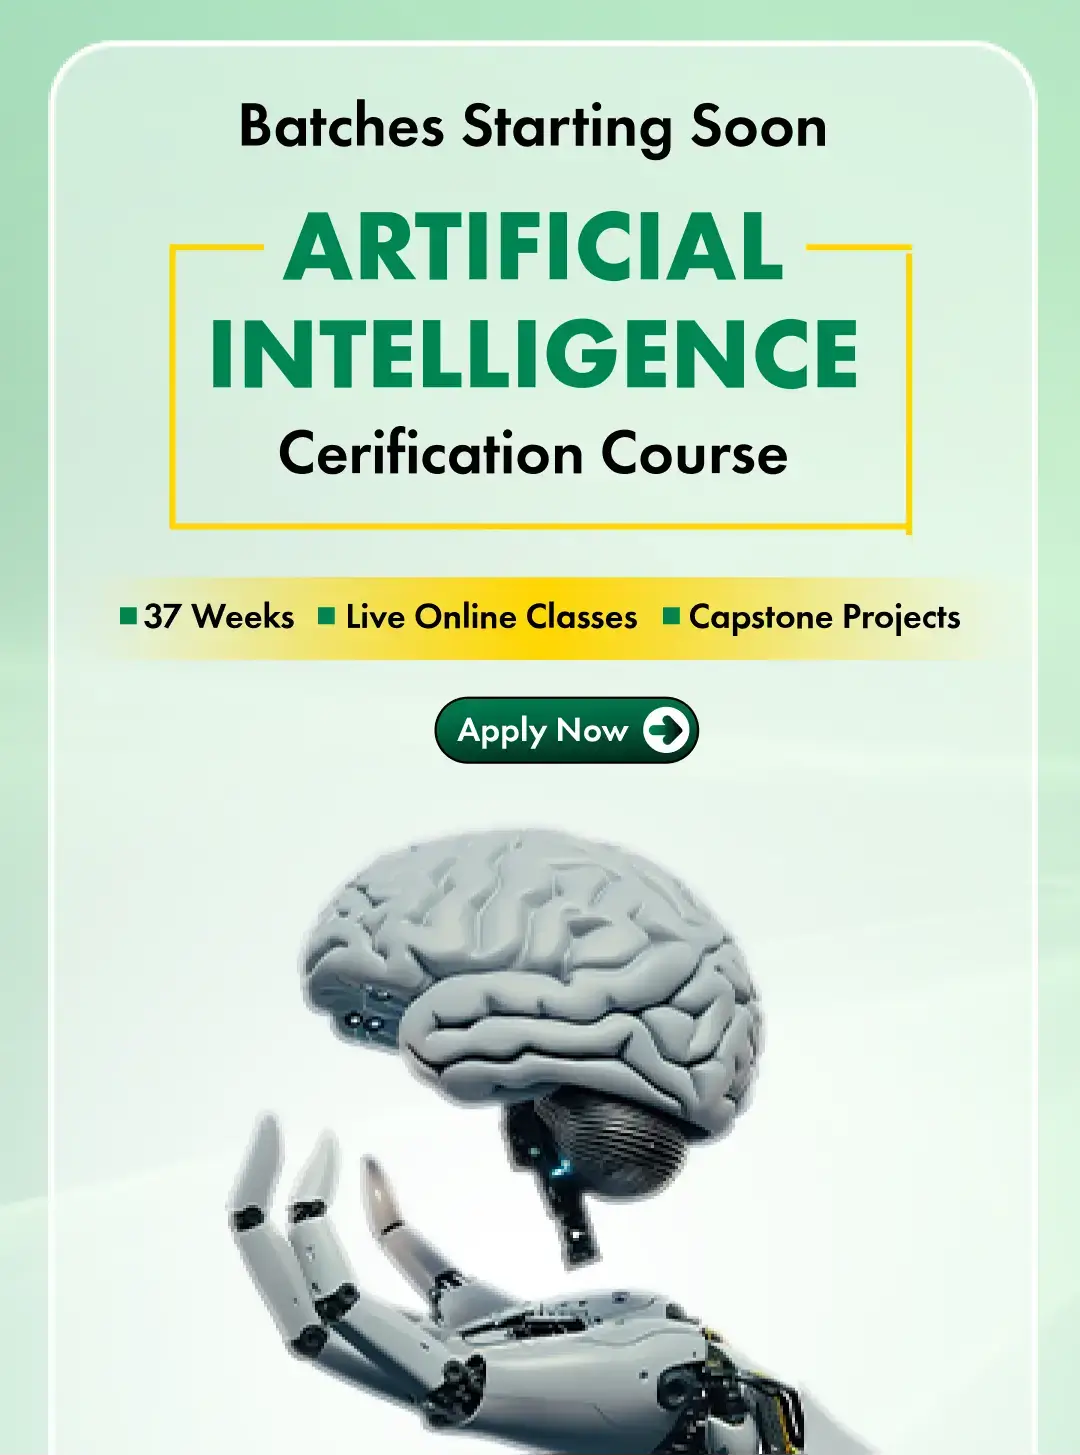 Batches Starting Soon
ARTIFICIAL
INTELLIGENCE
Cerification Course
37 Weeks Live Online Classes Capstone Projects
Apply Now